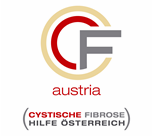 CF
austria
(CYSTISCHE FIBROSE
HILFE ÖSTERREICH)